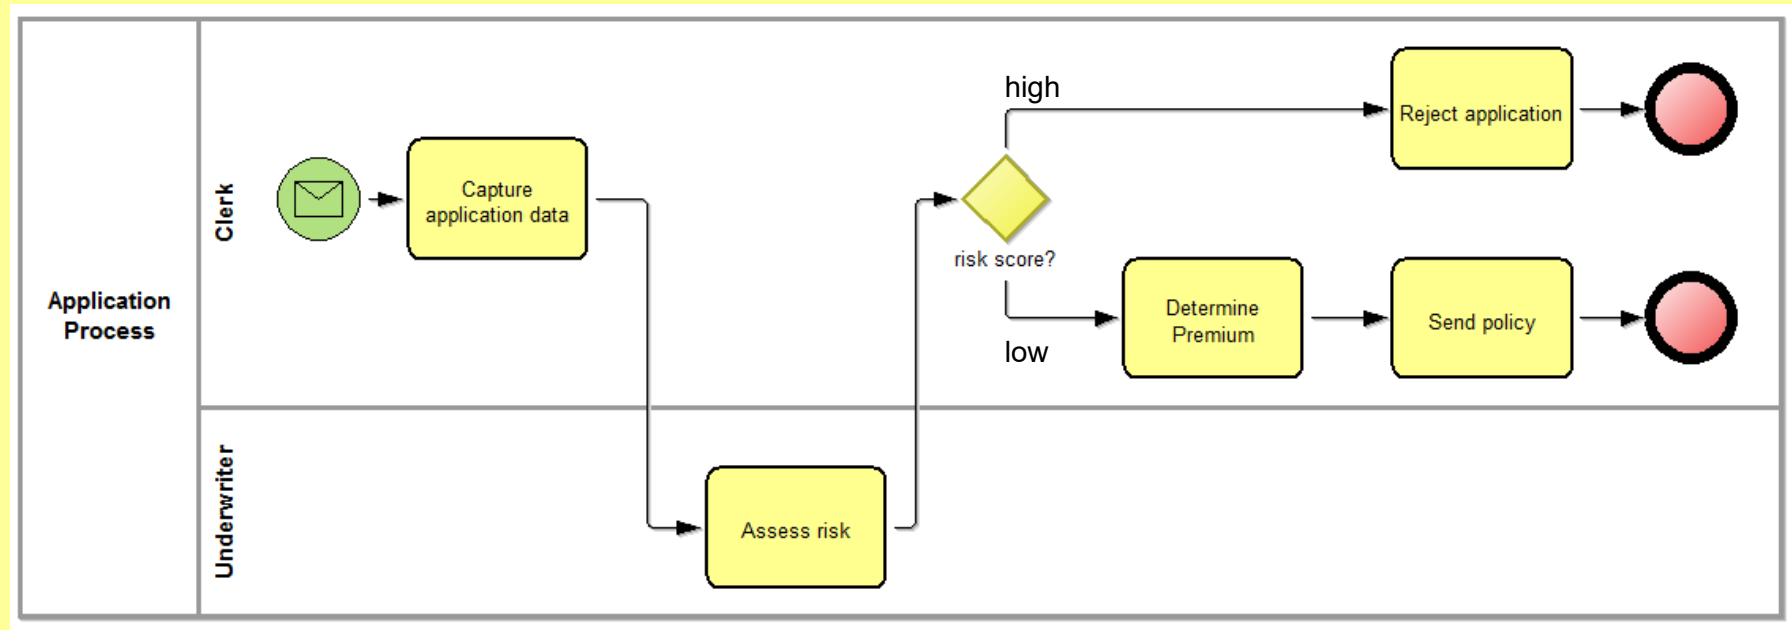 Application
Process
Clerk
Underwriter
Capture
application data
Assess risk
risk score?
high
low
Reject application
Determine
Premium
Send policy